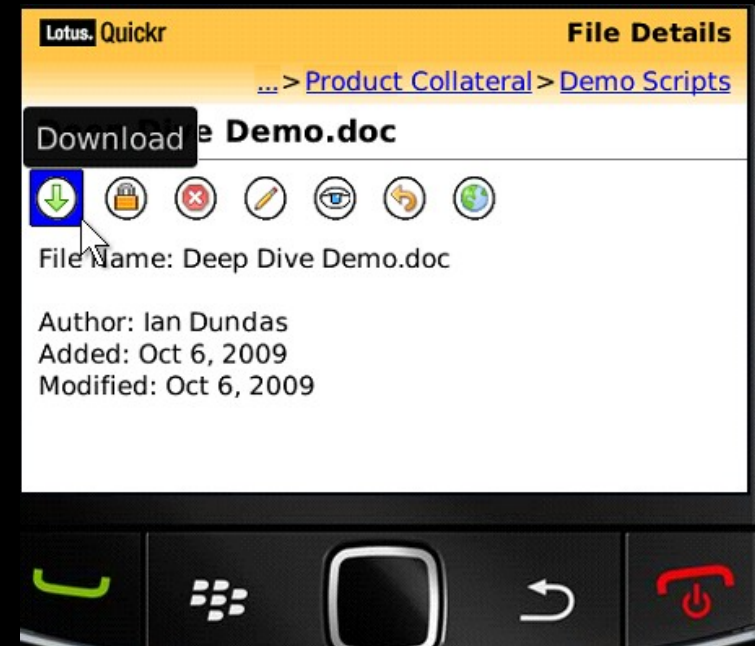 Lotus. Quickr
File Details
...>Product Collateral>Demo Scripts
Download
e Demo.doc
File Name: Deep Dive Demo.doc
Author: Ian Dundas
Added: Oct 6, 2009
Modified: Oct 6, 2009